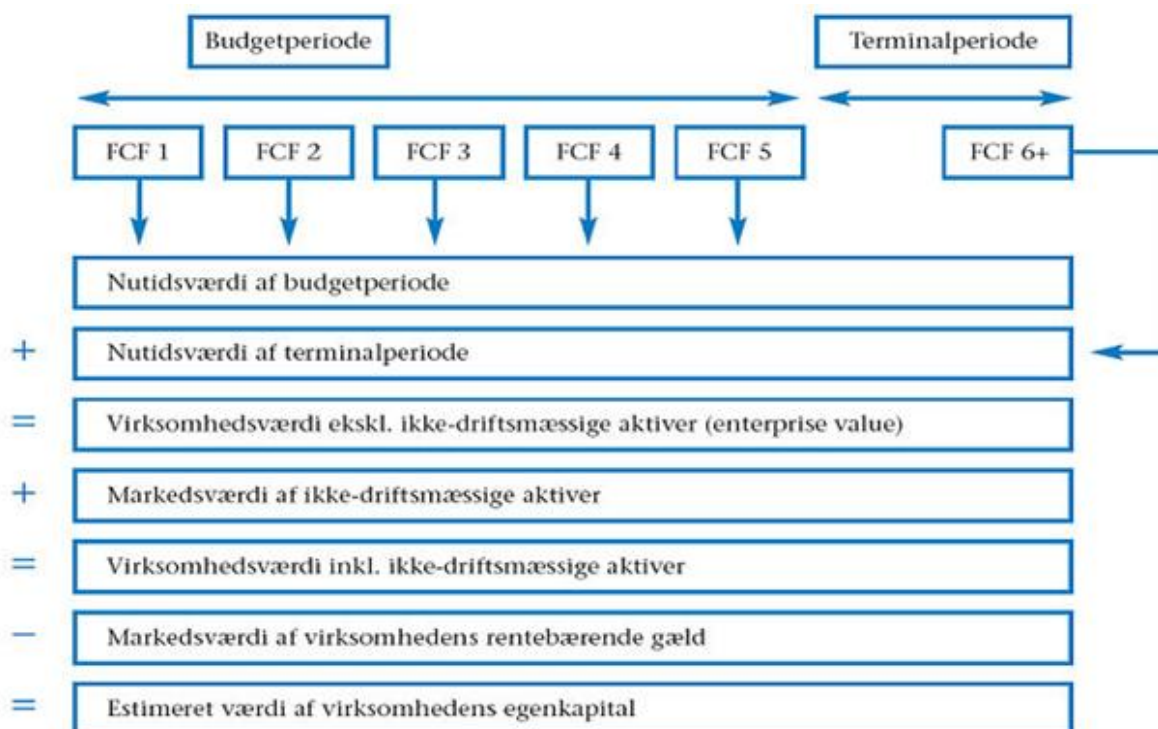 Budgetperiode Terminalperiode
FCF 1 FCF 2 FCF 3 FCF 4 FCF 5 FCF 6+
Nutidsværdi af budgetperiode
+ Nutidsværdi af terminalperiode
= Virksomhedsværdi ekskl. ikke-driftsmæssige aktiver (enterprise value)
+ Markedsværdi af ikke-driftsmæssige aktiver
= Virksomhedsværdi inkl. ikke-driftsmæssige aktiver
− Markedsværdi af virksomhedens rentebærende gæld
= Estimeret værdi af virksomhedens egenkapital